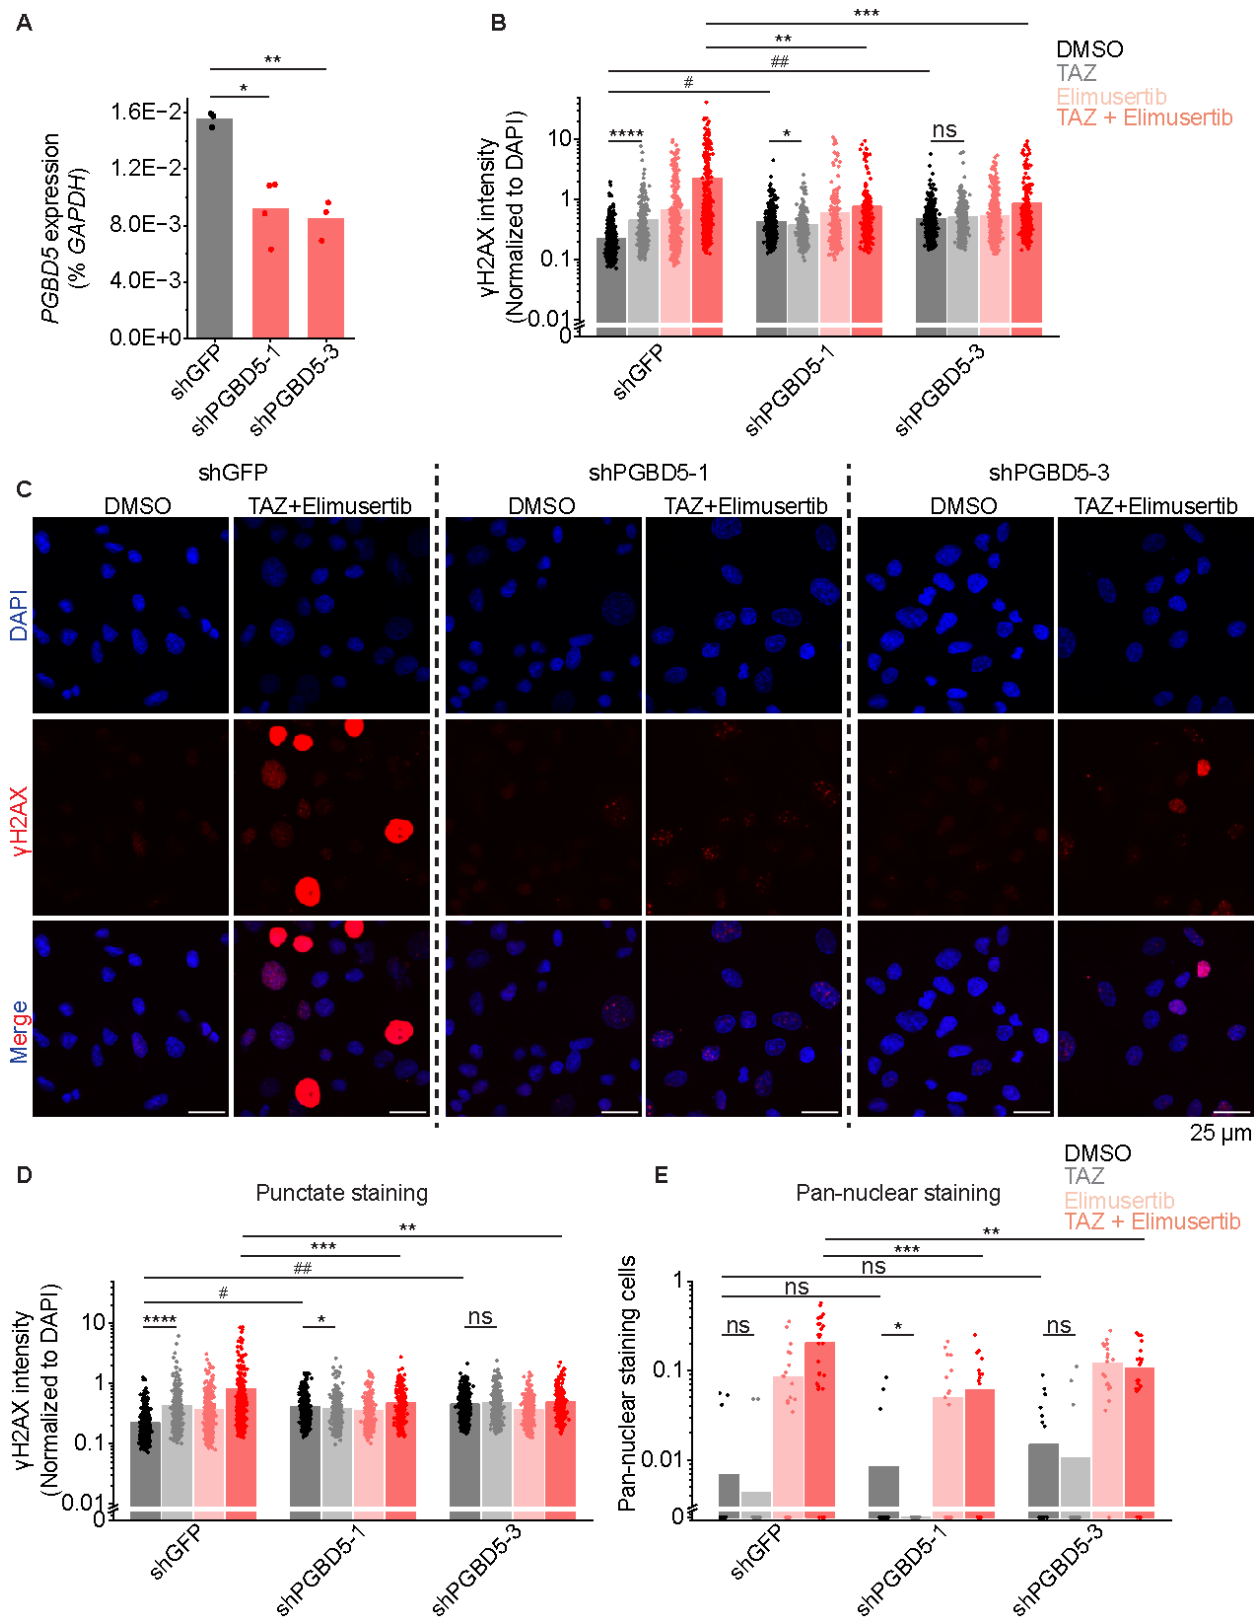 A
**
*
1.6E−2
1.2E−2
8.0E−3
4.0E−3
0.0E+0
PGBD5 expression
(% GAPDH)
shGFP
shPGBD5-1
shPGBD5-3
B
***
**
##
#
****
*
ns
10
1
0.1
0.01
0
γH2AX intensity
(Normalized to DAPI)
shGFP
shPGBD5-1
shPGBD5-3
DMSO
TAZ
Elimusertib
TAZ + Elimusertib
C
shGFP
shPGBD5-1
shPGBD5-3
DMSO
TAZ+Elimusertib
DMSO
TAZ+Elimusertib
DMSO
TAZ+Elimusertib
DAPI
γH2AX
Merge
25 μm
D
Punctate staining
**
***
##
#
****
*
ns
10
1
0.1
0.01
0
γH2AX intensity
(Normalized to DAPI)
shGFP
shPGBD5-1
shPGBD5-3
E
Pan-nuclear staining
DMSO
TAZ
Elimusertib
TAZ + Elimusertib
**
***
ns
ns
ns
*
ns
1
0.1
0.01
0
Pan-nuclear staining cells
shGFP
shPGBD5-1
shPGBD5-3